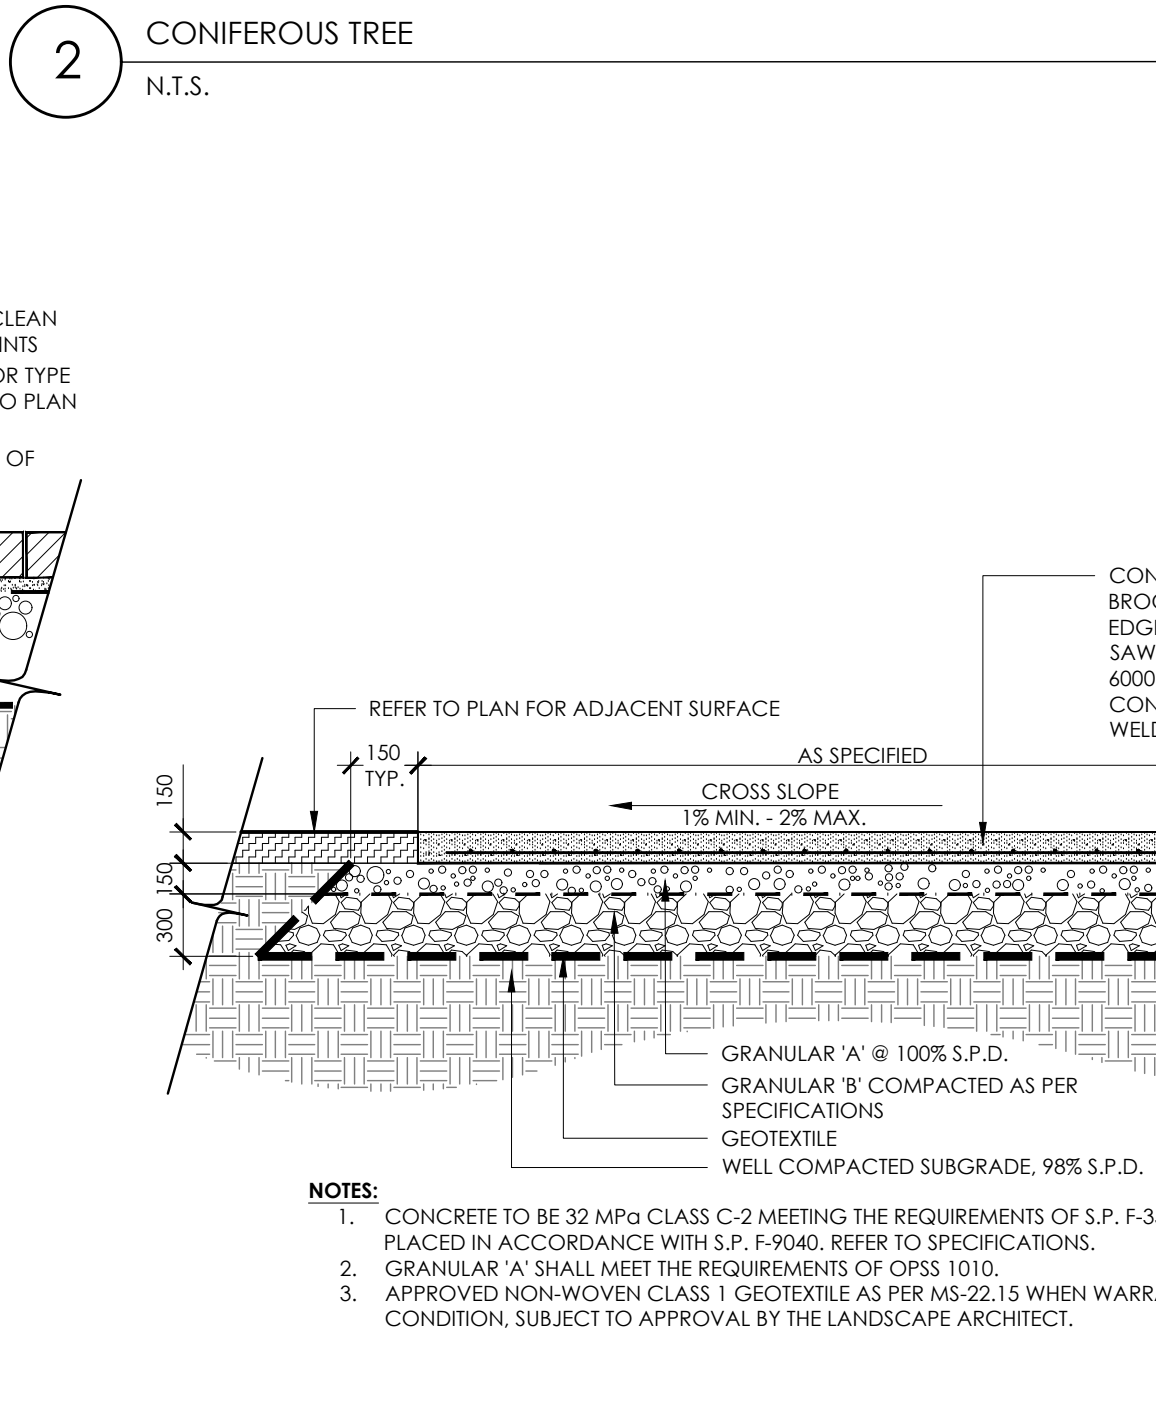 2
CONIFEROUS TREE
N.T.S.
CLEAN
INTS
OR TYPE
O PLAN
OF
CON
BROO
EDGE
SAW
6000
CON
WELD
REFER TO PLAN FOR ADJACENT SURFACE
150
TYP.
AS SPECIFIED
CROSS SLOPE
1% MIN. - 2% MAX.
150
150
300
GRANULAR 'A' @ 100% S.P.D.
GRANULAR 'B' COMPACTED AS PER
SPECIFICATIONS
GEOTEXTILE
WELL COMPACTED SUBGRADE, 98% S.P.D.
NOTES:
1. CONCRETE TO BE 32 MPa CLASS C-2 MEETING THE REQUIREMENTS OF S.P. F-3
PLACED IN ACCORDANCE WITH S.P. F-9040. REFER TO SPECIFICATIONS.
2. GRANULAR 'A' SHALL MEET THE REQUIREMENTS OF OPSS 1010.
3. APPROVED NON-WOVEN CLASS 1 GEOTEXTILE AS PER MS-22.15 WHEN WARRA
CONDITION, SUBJECT TO APPROVAL BY THE LANDSCAPE ARCHITECT.